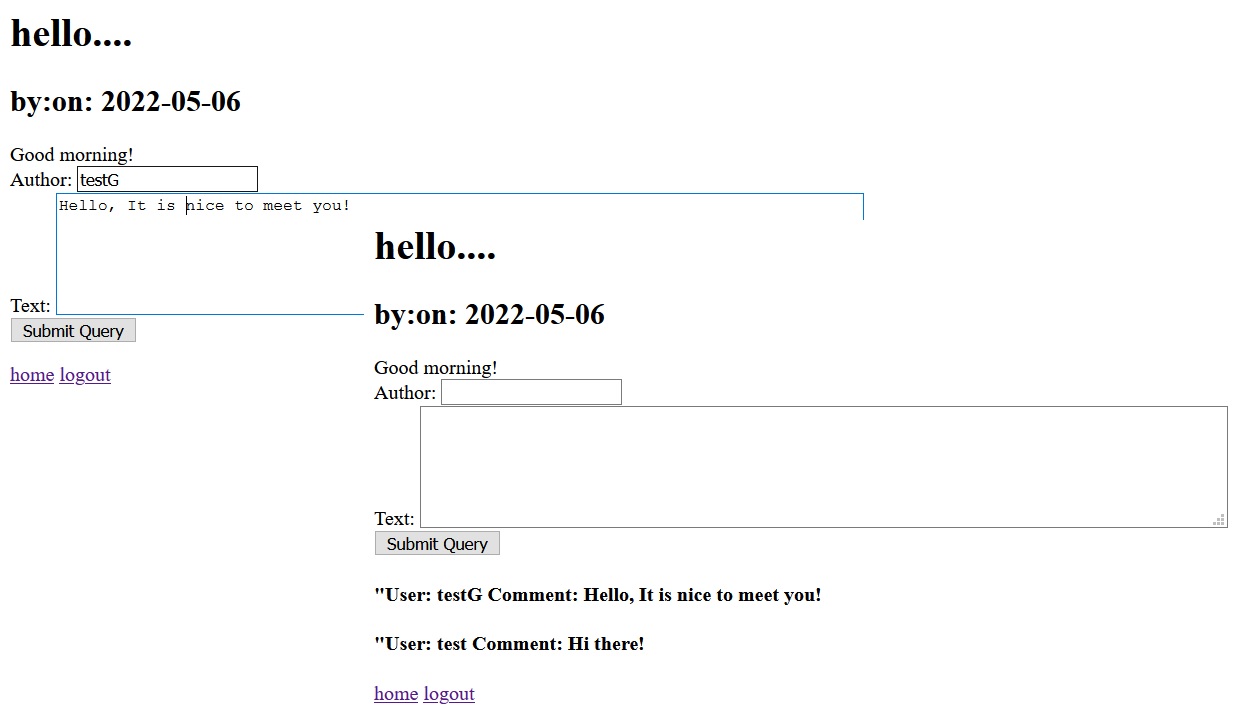 hello....
by:on: 2022-05-06
Good morning!
Author: testG
Hello, It is nice to meet you!
Text:
Submit Query
home logout
hello....
by:on: 2022-05-06
Good morning!
Author:
Text:
Submit Query
"User: testG Comment: Hello, It is nice to meet you!
"User: test Comment: Hi there!
home logout